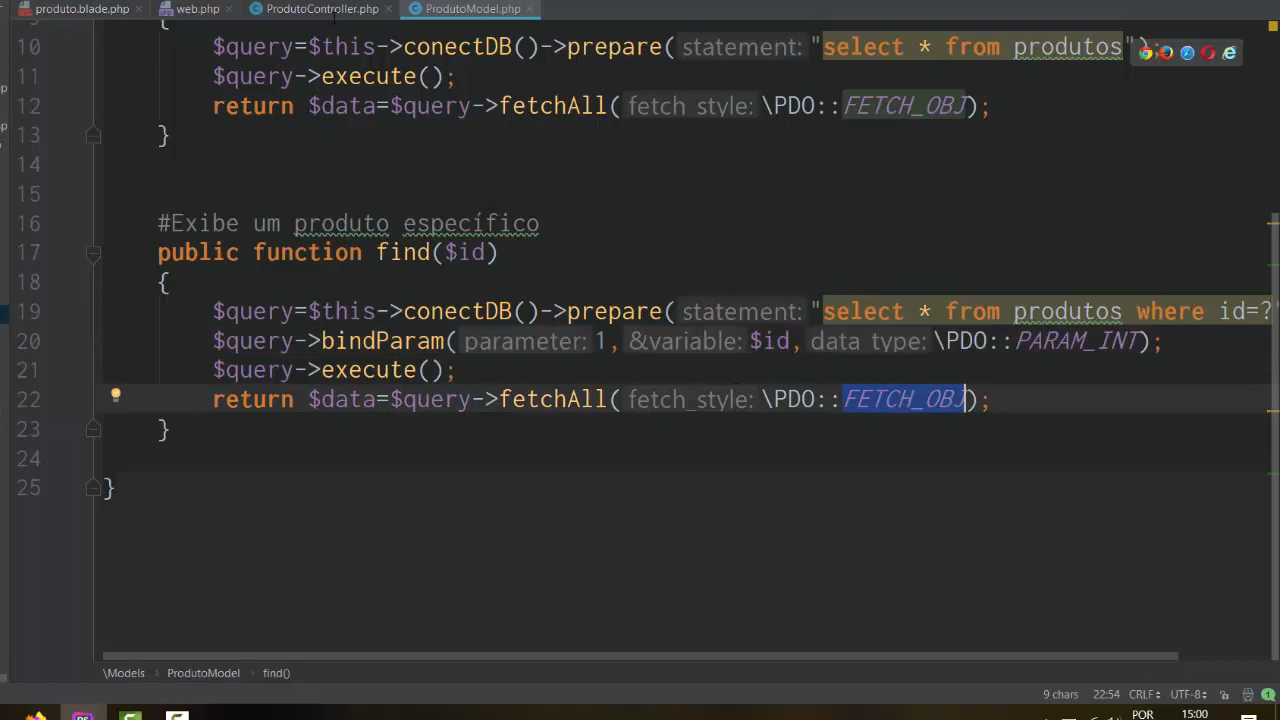 produto.blade.php web.php ProdutoController.php ProdutoModel.php
{
10 $query=$this->conectDB()->prepare( statement: "select * from produtos");
11 $query->execute();
12 return $data=$query->fetchAll( fetch_style: \PDO::FETCH_OBJ);
13 }
14
15
16 #Exibe um produto específico
17 public function find($id)
18 {
19 $query=$this->conectDB()->prepare( statement: "select * from produtos where id=?
20 $query->bindParam( parameter: 1, &variable: $id, data_type: \PDO::PARAM_INT);
21 $query->execute();
22 return $data=$query->fetchAll( fetch_style: \PDO::FETCH_OBJ);
23 }
24
25 }
\Models ProdutoModel find()
9 chars 22:54 CRLF UTF-8 1
POR 15:00